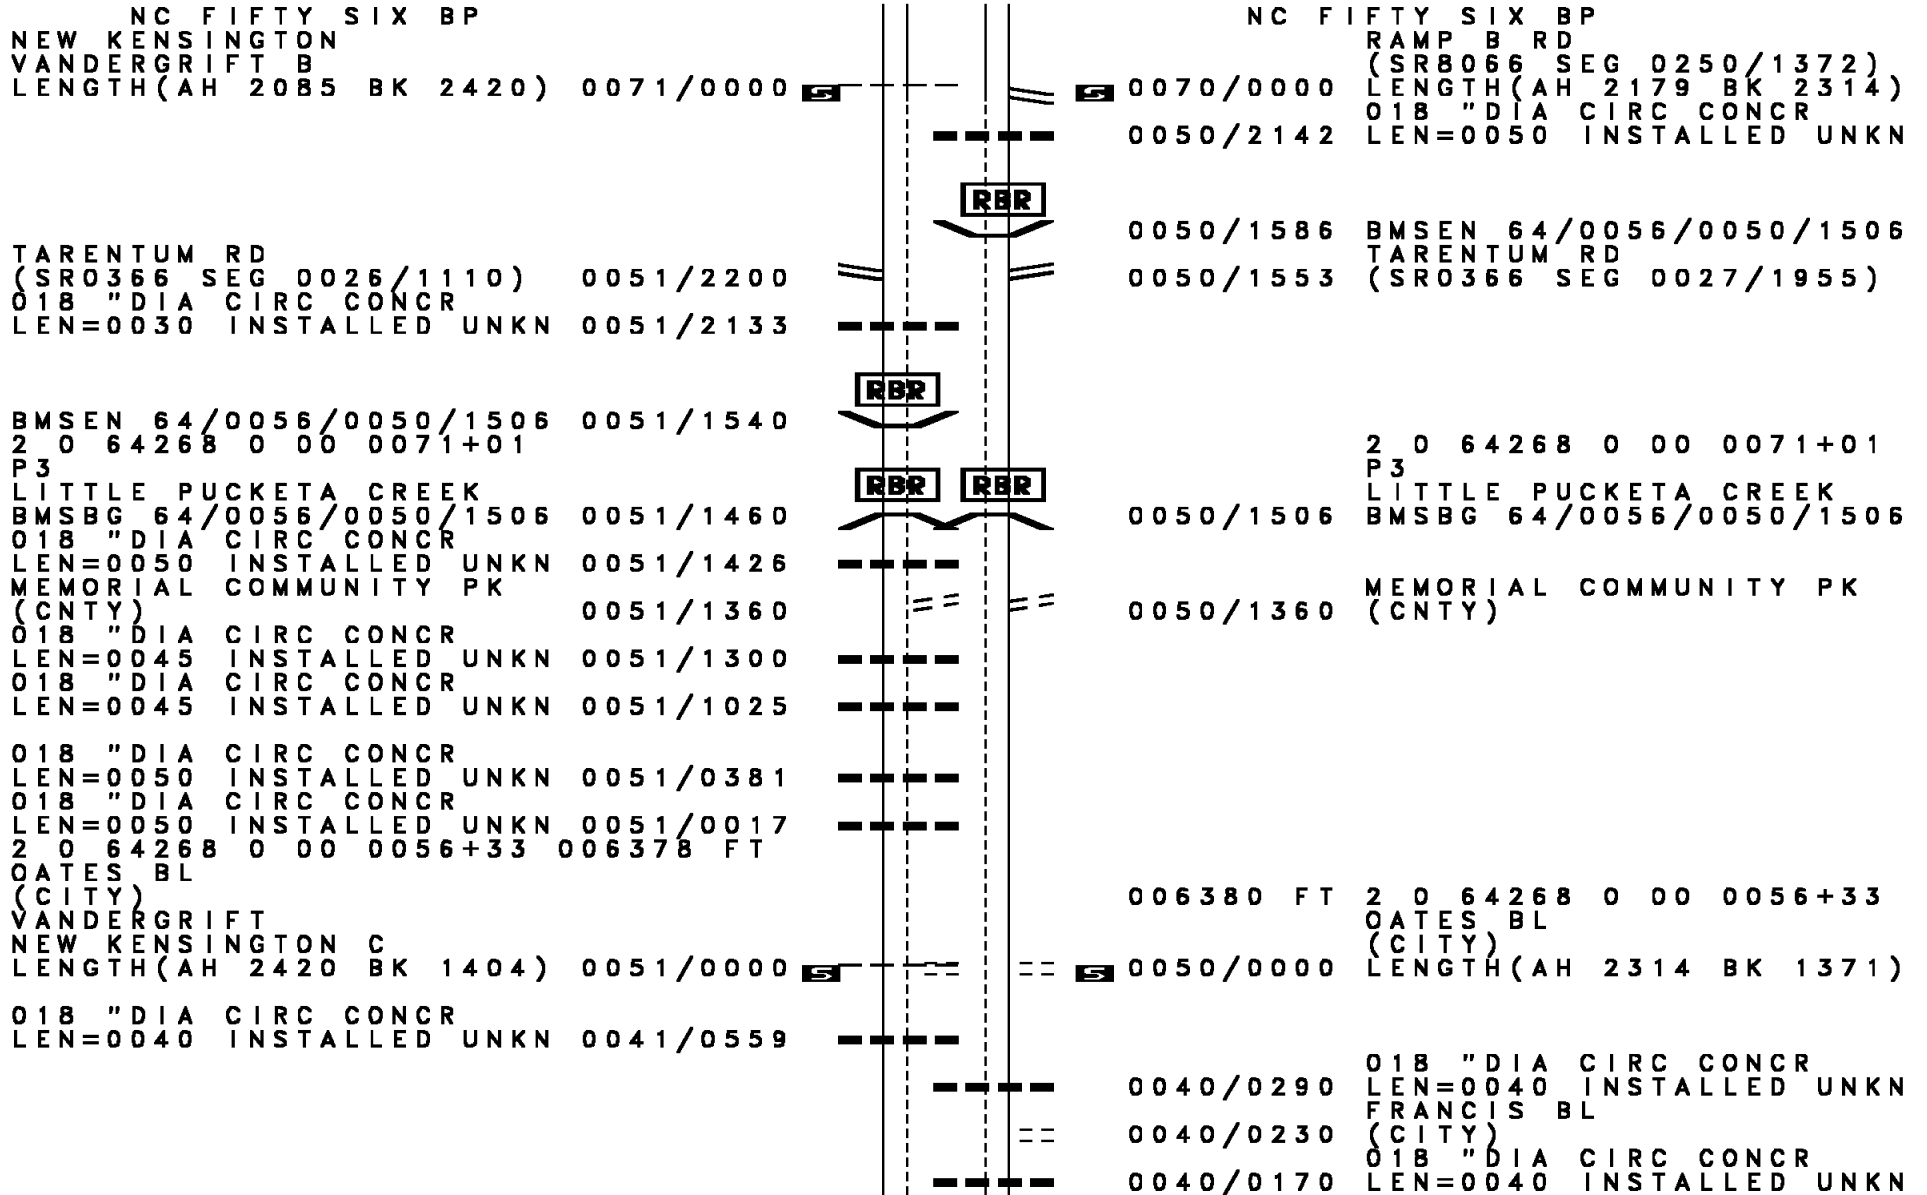 NC FIFTY SIX BP
NEW KENSINGTON
VANDERGRIFT B
LENGTH(AH 2085 BK 2420) 0071/0000 S
TARENTUM RD
(SR0366 SEG 0026/1110) 0051/2200
018 "DIA CIRC CONCR
LEN=0030 INSTALLED UNKN 0051/2133
RBR
BMSEN 64/0056/0050/1506 0051/1540
2 0 64268 0 00 0071+01
P3
LITTLE PUCKETA CREEK
RBR
BMSBG 64/0056/0050/1506 0051/1460
018 "DIA CIRC CONCR
LEN=0050 INSTALLED UNKN 0051/1426
MEMORIAL COMMUNITY PK
(CNTY) 0051/1360
018 "DIA CIRC CONCR
LEN=0045 INSTALLED UNKN 0051/1300
018 "DIA CIRC CONCR
LEN=0045 INSTALLED UNKN 0051/1025
018 "DIA CIRC CONCR
LEN=0050 INSTALLED UNKN 0051/0381
018 "DIA CIRC CONCR
LEN=0050 INSTALLED UNKN 0051/0017
2 0 64268 0 00 0056+33 006378 FT
OATES BL
(CITY)
VANDERGRIFT
NEW KENSINGTON C
LENGTH(AH 2420 BK 1404) 0051/0000 S
018 "DIA CIRC CONCR
LEN=0040 INSTALLED UNKN 0041/0559
NC FIFTY SIX BP
RAMP B RD
(SR8066 SEG 0250/1372)
S 0070/0000 LENGTH(AH 2179 BK 2314)
018 "DIA CIRC CONCR
0050/2142 LEN=0050 INSTALLED UNKN
RBR
0050/1586 BMSEN 64/0056/0050/1506
TARENTUM RD
0050/1553 (SR0366 SEG 0027/1955)
2 0 64268 0 00 0071+01
P3
LITTLE PUCKETA CREEK
RBR
0050/1506 BMSBG 64/0056/0050/1506
MEMORIAL COMMUNITY PK
0050/1360 (CNTY)
006380 FT 2 0 64268 0 00 0056+33
OATES BL
(CITY)
S 0050/0000 LENGTH(AH 2314 BK 1371)
018 "DIA CIRC CONCR
0040/0290 LEN=0040 INSTALLED UNKN
FRANCIS BL
0040/0230 (CITY)
018 "DIA CIRC CONCR
0040/0170 LEN=0040 INSTALLED UNKN